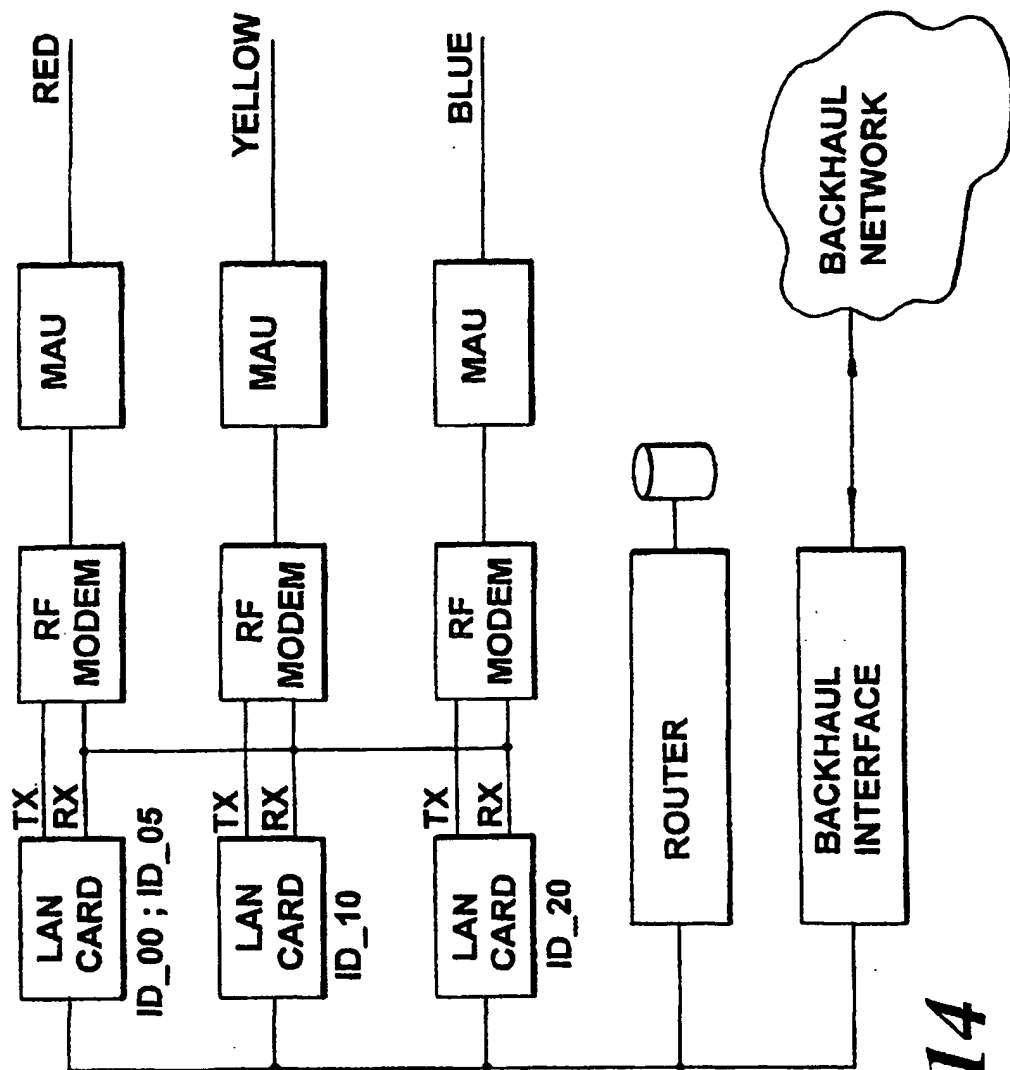 RED
MAU
RF
MODEM
TX
RX
LAN
CARD
ID_00 ; ID_05
YELLOW
MAU
RF
MODEM
TX
RX
LAN
CARD
ID_10
BLUE
MAU
RF
MODEM
TX
RX
LAN
CARD
ID_20
ROUTER
BACKHAUL
INTERFACE
BACKHAUL
NETWORK
14